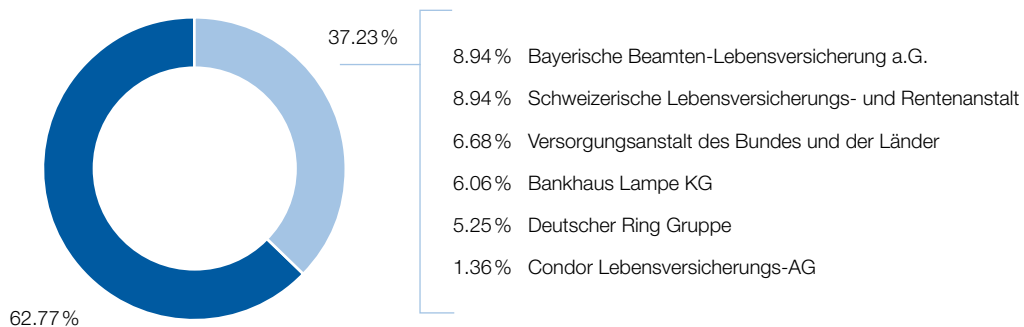 37.23 %
8.94 % Bayerische Beamten-Lebensversicherung a.G.
8.94 % Schweizerische Lebensversicherungs- und Rentenanstalt
6.68 % Versorgungsanstalt des Bundes und der Länder
6.06 % Bankhaus Lampe KG
5.25 % Deutscher Ring Gruppe
1.36 % Condor Lebensversicherungs-AG
62.77 %